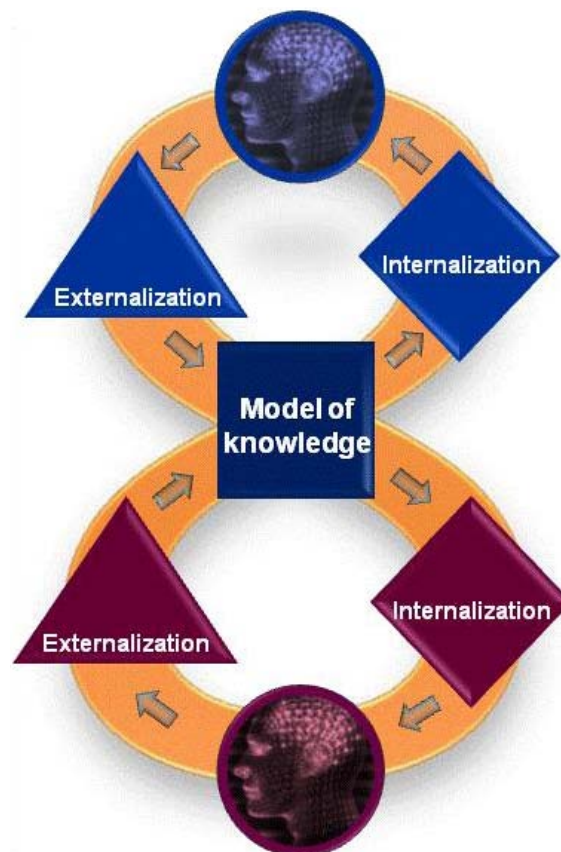 Externalization
Internalization
Model of
knowledge
Externalization
Internalization